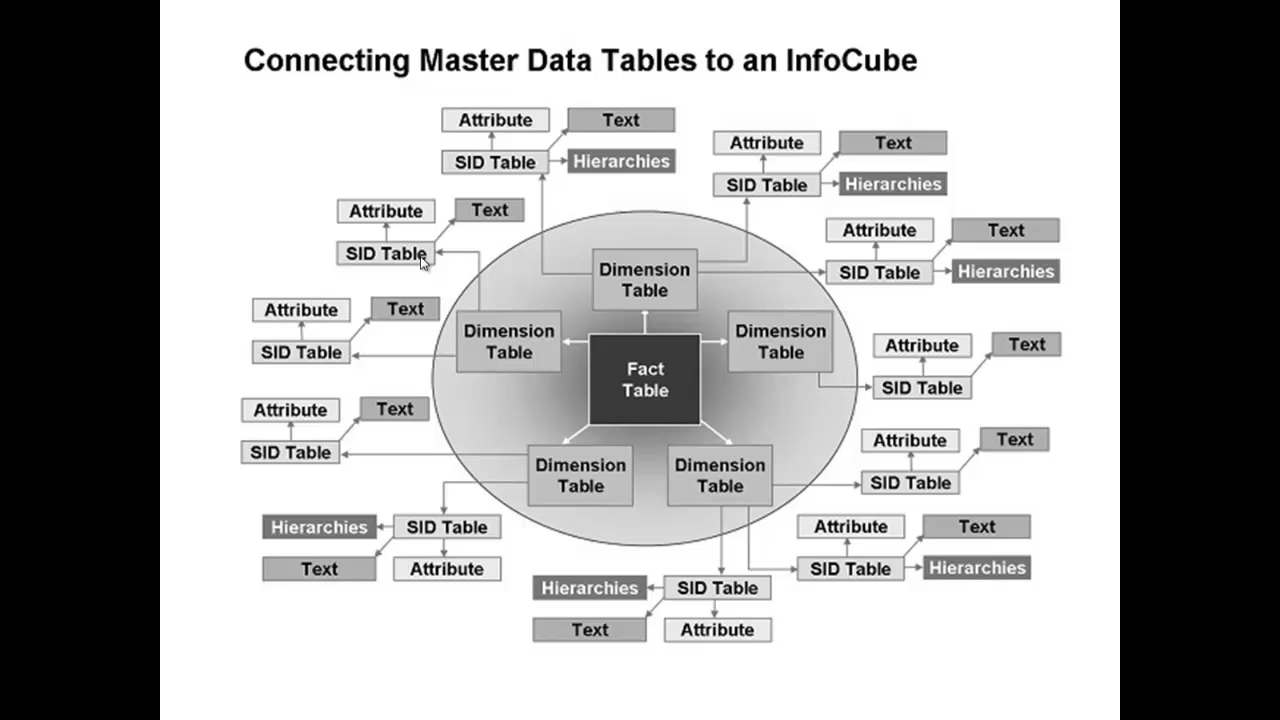 Connecting Master Data Tables to an InfoCube
Attribute
Text
SID Table
Hierarchies
Attribute
Text
SID Table
Hierarchies
Attribute
Text
SID Table
Attribute
Text
SID Table
Hierarchies
Dimension
Table
Attribute
Text
SID Table
Dimension
Table
Dimension
Table
Attribute
Text
SID Table
Fact
Table
Attribute
Text
SID Table
Dimension
Table
Dimension
Table
Attribute
Text
SID Table
Hierarchies
SID Table
Text
Attribute
Attribute
Text
SID Table
Hierarchies
Hierarchies
SID Table
Text
Attribute